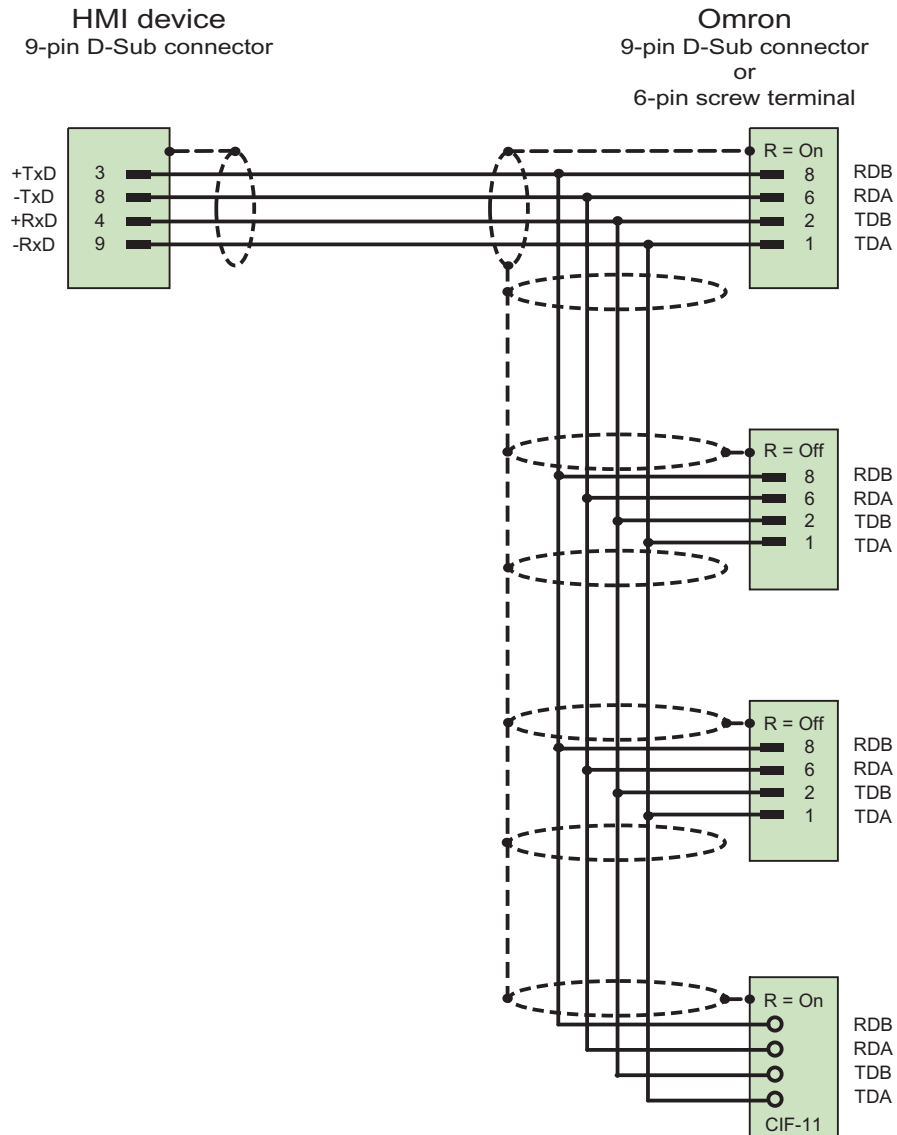 HMI device
9-pin D-Sub connector
Omron
9-pin D-Sub connector
or
6-pin screw terminal
R = On
+TxD 3 8 RDB
-TxD 8 6 RDA
+RxD 4 2 TDB
-RxD 9 1 TDA
R = Off
8 RDB
6 RDA
2 TDB
1 TDA
R = Off
8 RDB
6 RDA
2 TDB
1 TDA
R = On
RDB
RDA
TDB
TDA
CIF-11